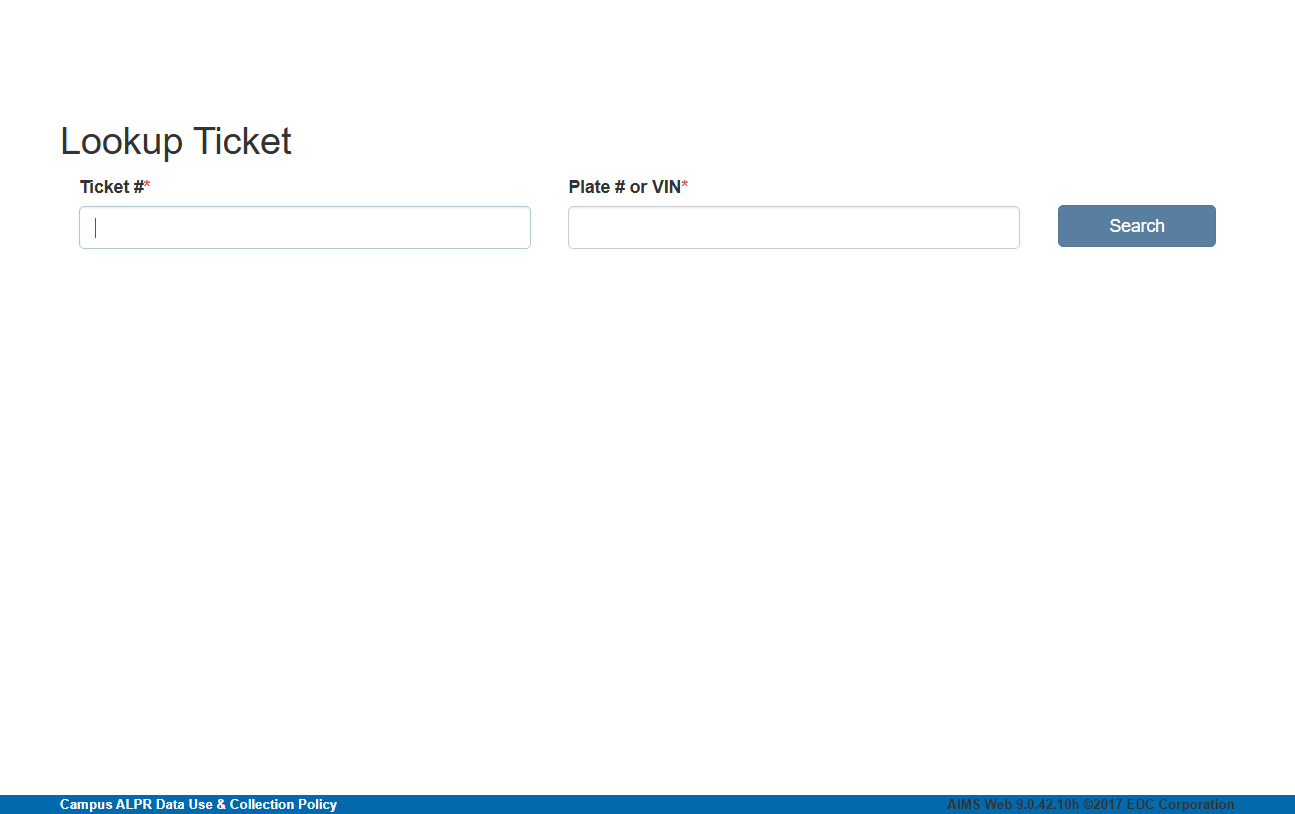 Lookup Ticket
Ticket #* Plate # or VIN*
Search
Campus ALPR Data Use & Collection Policy AIMS Web 9.0.42.10h ©2017 EDC Corporation